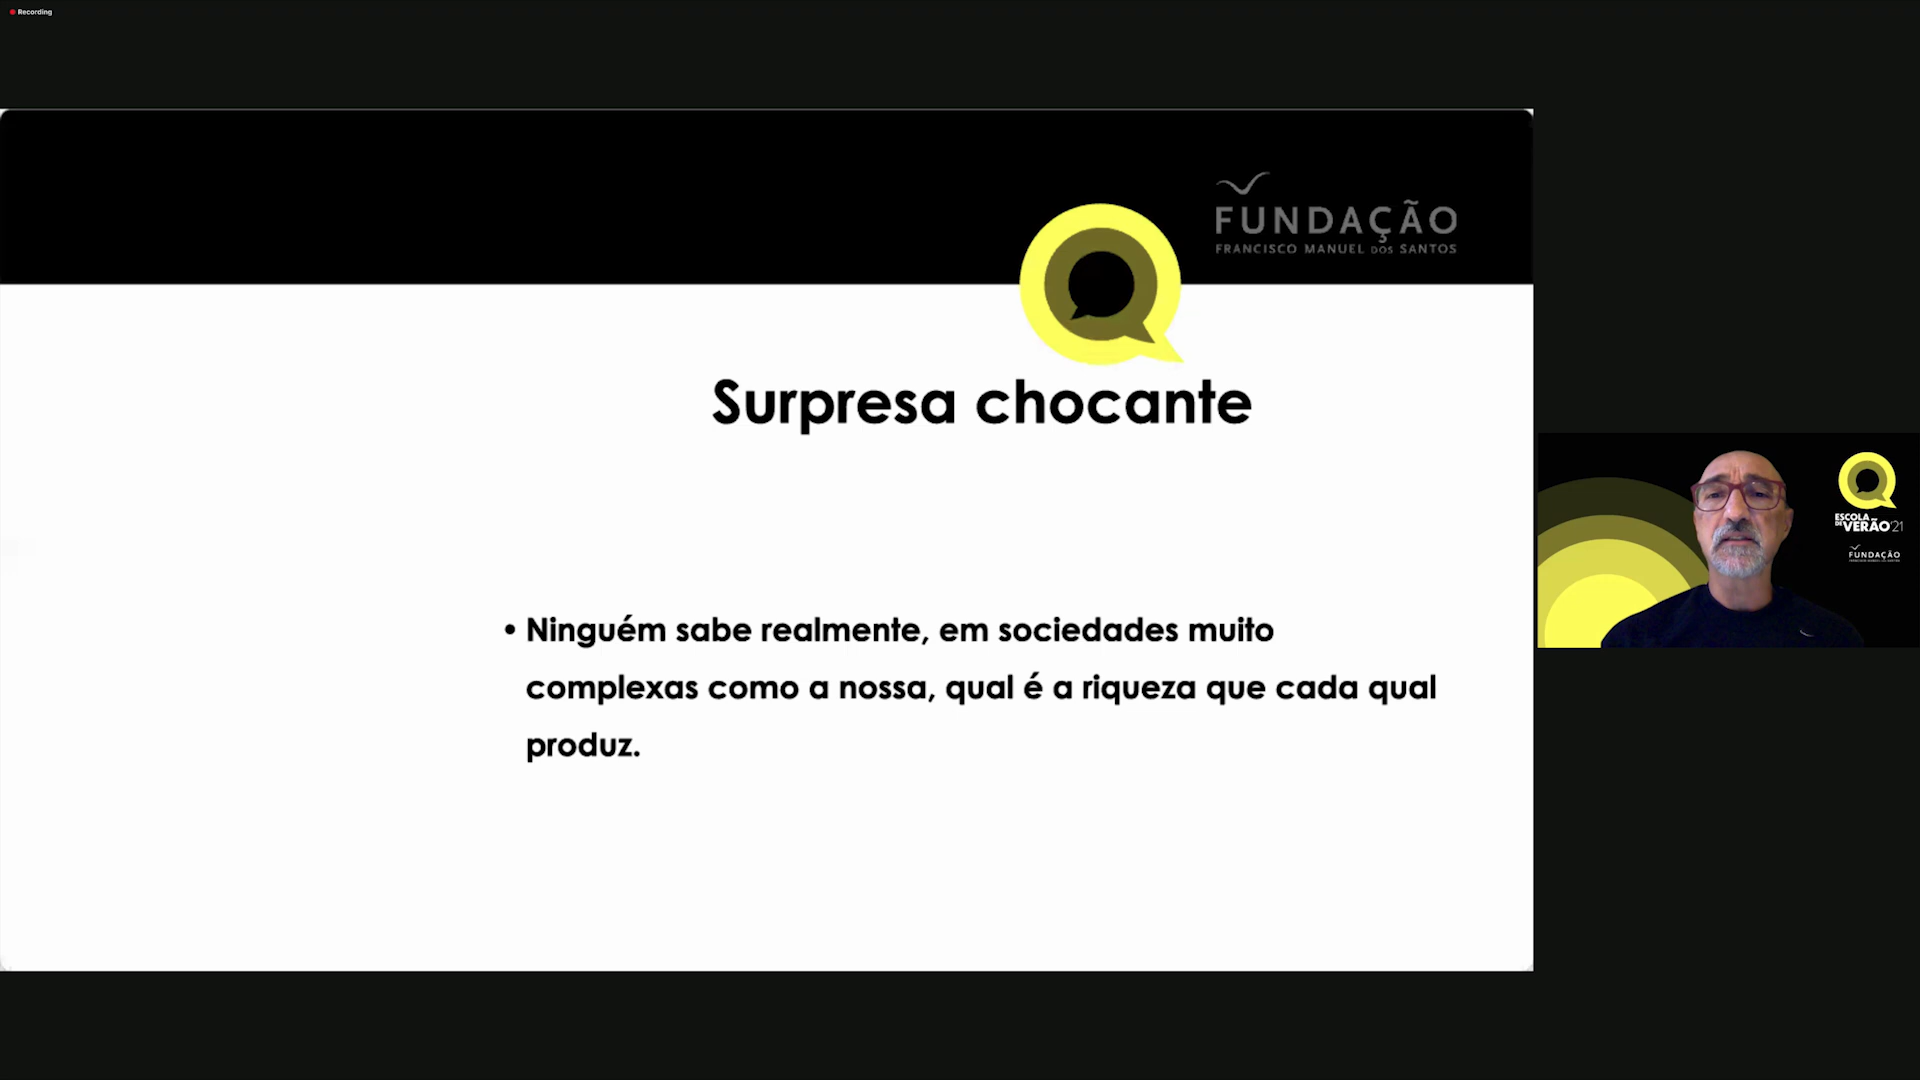 Recording
FUNDAÇÃO
FRANCISCO MANUEL DOS SANTOS
Surpresa chocante
• Ninguém sabe realmente, em sociedades muito
complexas como a nossa, qual é a riqueza que cada qual
produz.
ESCOLA
DE VERÃO'21
FUNDAÇÃO